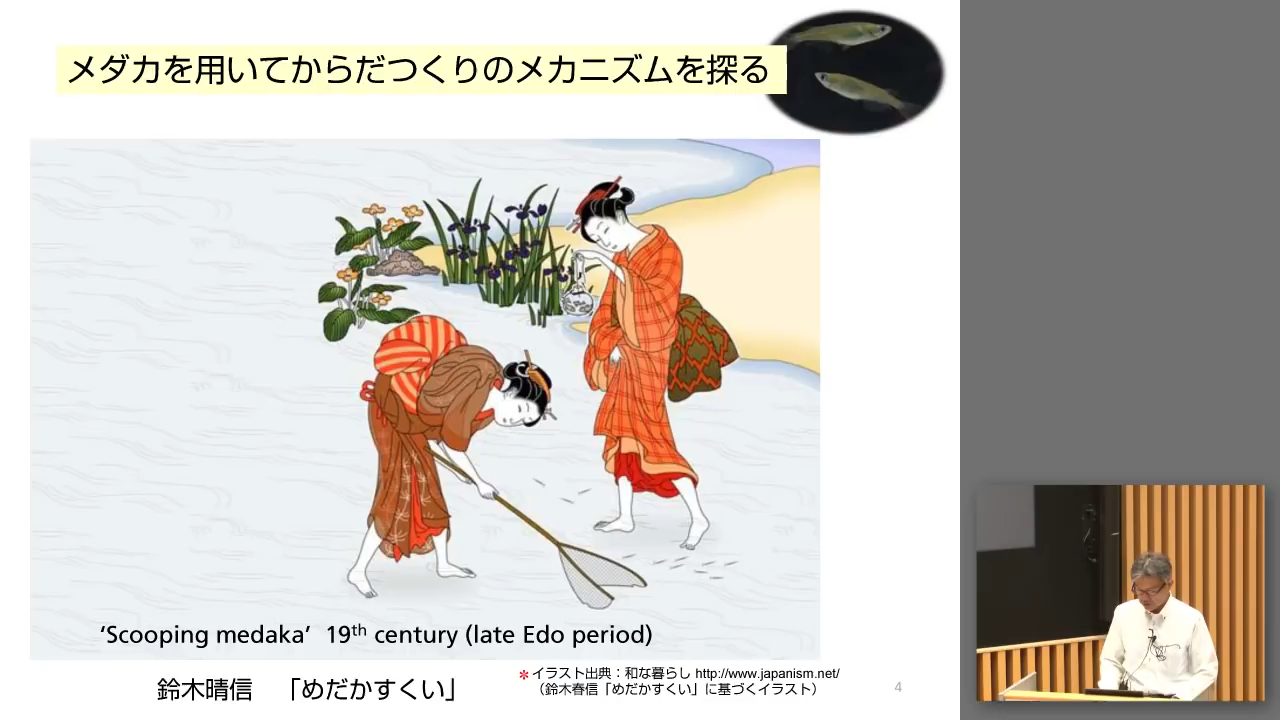 メダカを用いてからだつくりのメカニズムを探る
‘Scooping medaka’ 19th century (late Edo period)
鈴木晴信 「めだかすくい」
*イラスト出典:和な暮らし http://www.japanism.net/
(鈴木春信「めだかすくい」に基づくイラスト)
4